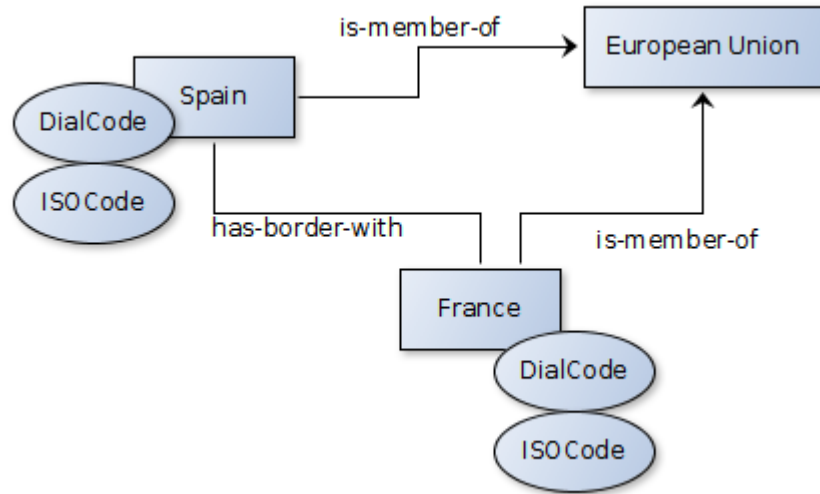 is-member-of
European Union
Spain
DialCode
ISOCode
has-border-with
is-member-of
France
DialCode
ISOCode